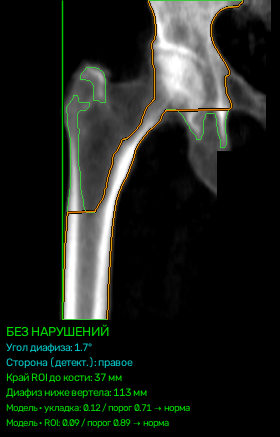 БЕЗ НАРУШЕНИЙ
Угол диафиза: 1.7°
Сторона (детект.): правое
Край ROI до кости: 37 мм
Диафиз ниже вертела: 113 мм
Модель · укладка: 0.12 / порог 0.71 → норма
Модель · ROI: 0.09 / порог 0.89 → норма